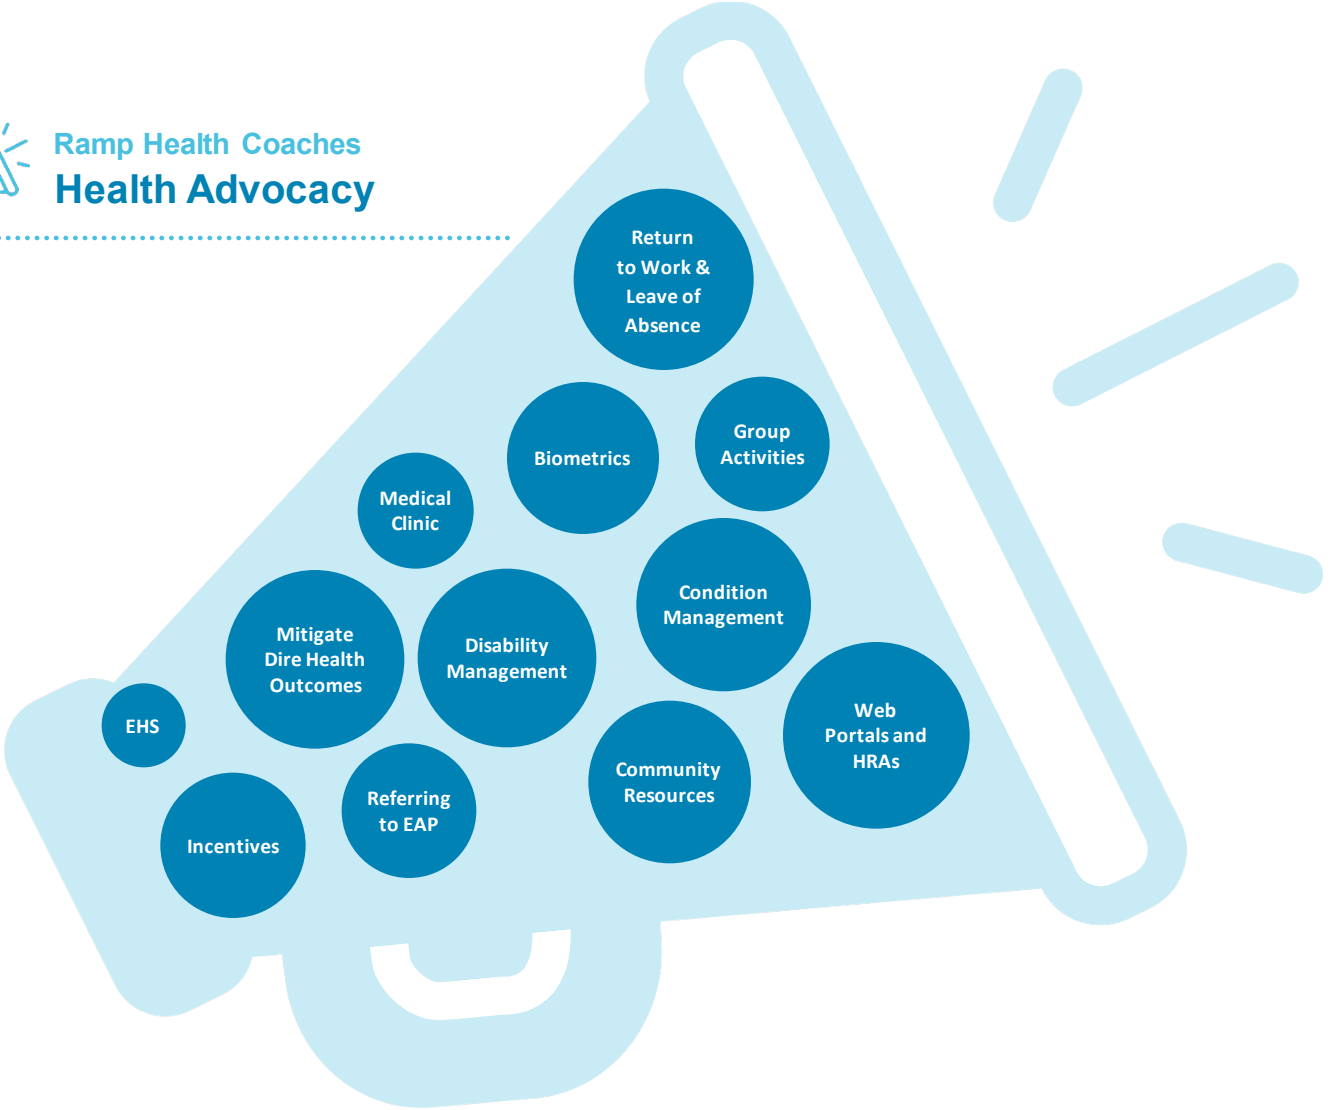 Ramp Health Coaches
Health Advocacy
Return
to Work &
Leave of
Absence
Group
Activities
Biometrics
Medical
Clinic
Condition
Management
Mitigate
Dire Health
Outcomes
Disability
Management
EHS
Web
Portals and
HRAs
Community
Resources
Referring
to EAP
Incentives